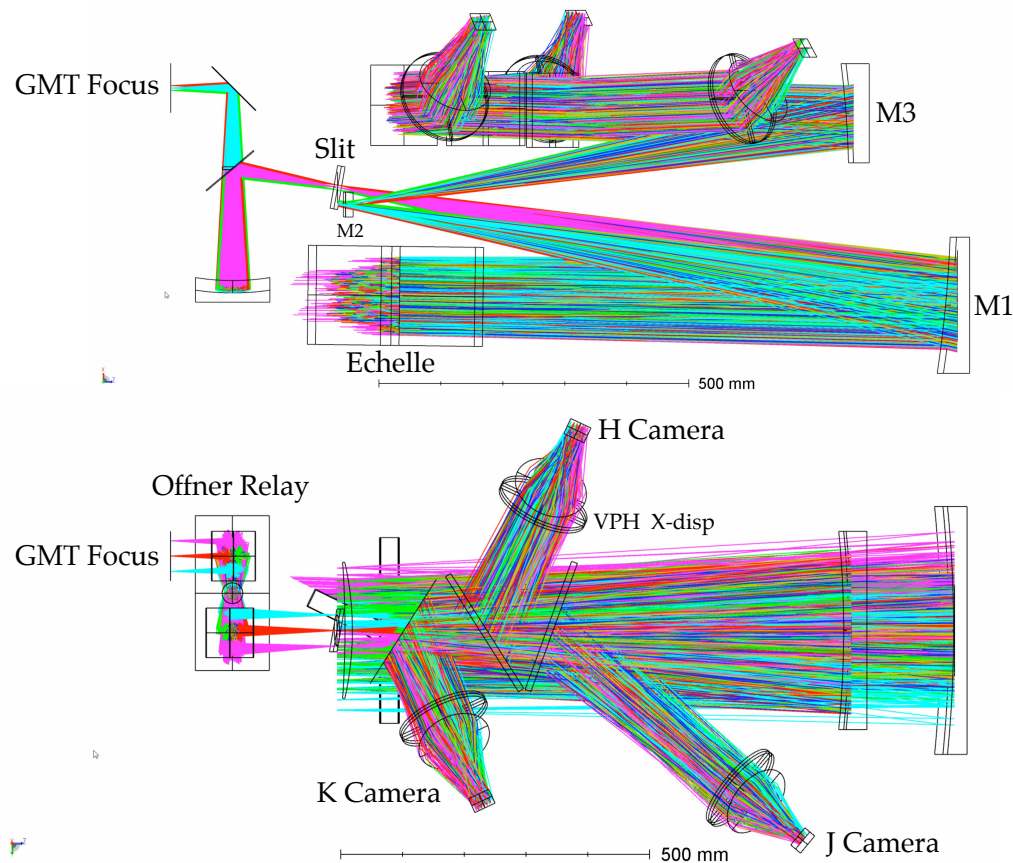 GMT Focus
Slit
M2
M3
M1
Echelle
500 mm
H Camera
Offner Relay
VPH X-disp
GMT Focus
K Camera
J Camera
500 mm